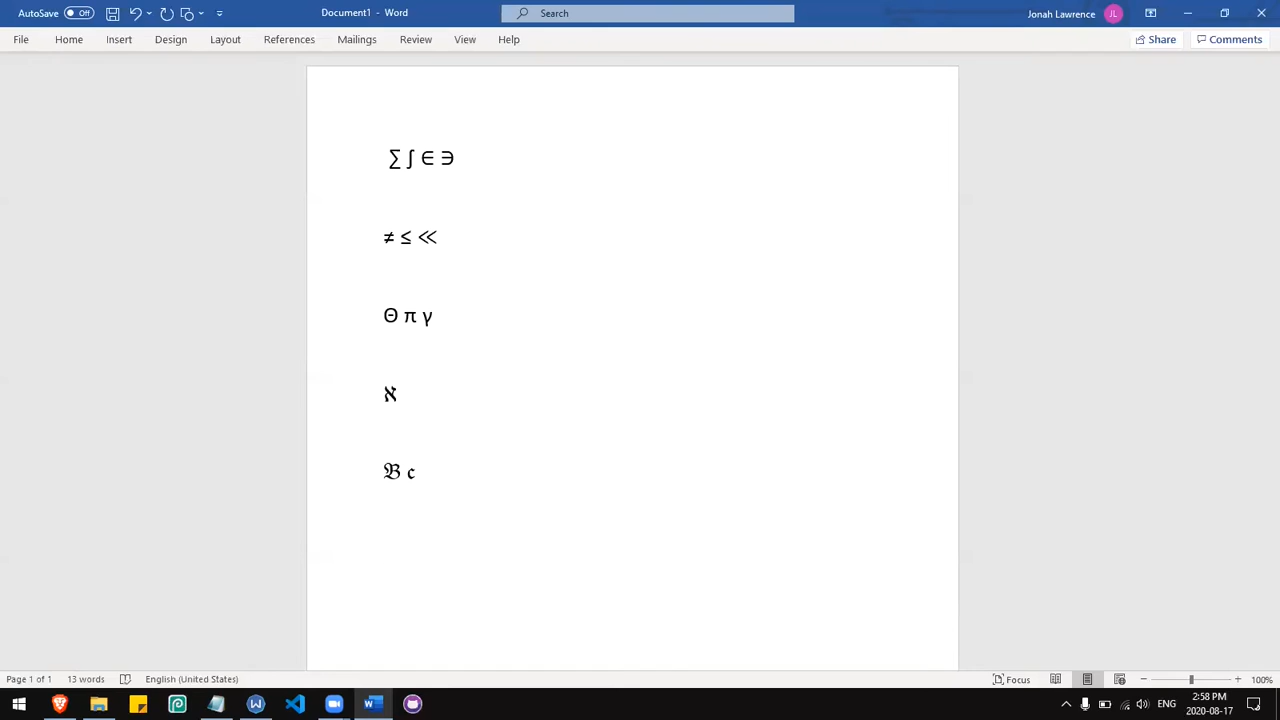 AutoSave Off Document1 - Word Search Jonah Lawrence JL
File Home Insert Design Layout References Mailings Review View Help Share Comments
∑ ∫ ∈ ∋
≠ ≤ ≪
Θ π γ
ℵ
𝔅 𝔠
Page 1 of 1 13 words English (United States) Focus 100%
2:58 PM
ENG
2020-08-17